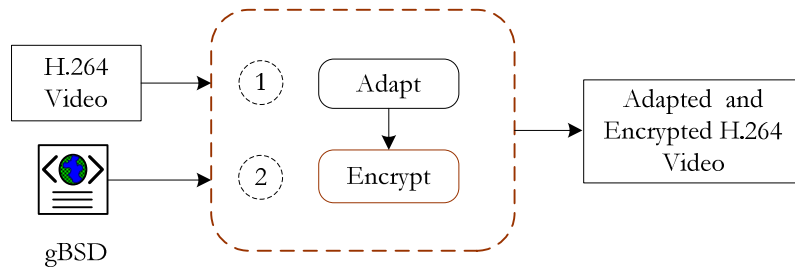 H.264
Video
1
Adapt
2
Encrypt
gBSD
Adapted and
Encrypted H.264
Video